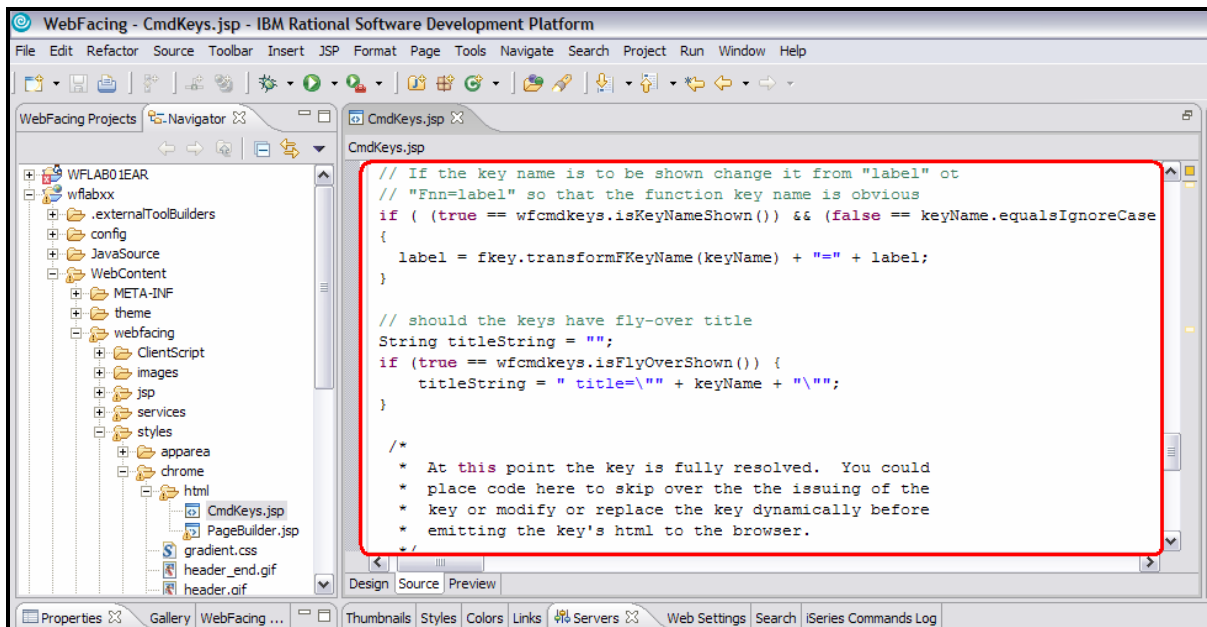 WebFacing - CmdKeys.jsp - IBM Rational Software Development Platform
File Edit Refactor Source Toolbar Insert JSP Format Page Tools Navigate Search Project Run Window Help
WebFacing Projects Navigator
CmdKeys.jsp
CmdKeys.jsp
WFLAB01EAR
wflabxx
.externalToolBuilders
config
JavaSource
WebContent
META-INF
theme
webfacing
ClientScript
images
jsp
services
styles
apparea
chrome
html
CmdKeys.jsp
PageBuilder.jsp
gradient.css
header_end.gif
header.gif
// If the key name is to be shown change it from "label" ot
// "Fnn=label" so that the function key name is obvious
if ( (true == wfcmdkeys.isKeyNameShown()) && (false == keyName.equalsIgnoreCase
{
label = fkey.transformFKeyName(keyName) + "=" + label;
}
// should the keys have fly-over title
String titleString = "";
if (true == wfcmdkeys.isFlyOverShown()) {
titleString = " title=\"" + keyName + "\"";
}
/*
* At this point the key is fully resolved. You could
* place code here to skip over the the issuing of the
* key or modify or replace the key dynamically before
* emitting the key's html to the browser.
*/
Design Source Preview
Properties Gallery WebFacing ...
Thumbnails Styles Colors Links Servers Web Settings Search iSeries Commands Log